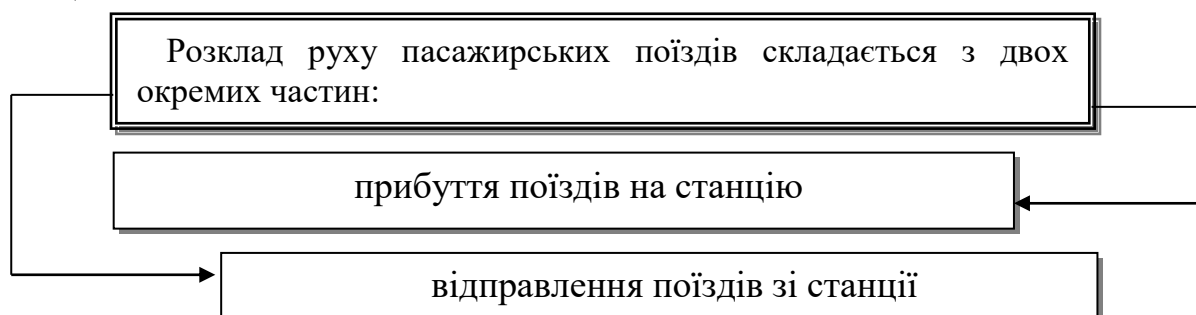 Розклад руху пасажирських поїздів складається з двох
окремих частин:
прибуття поїздів на станцію
відправлення поїздів зі станції